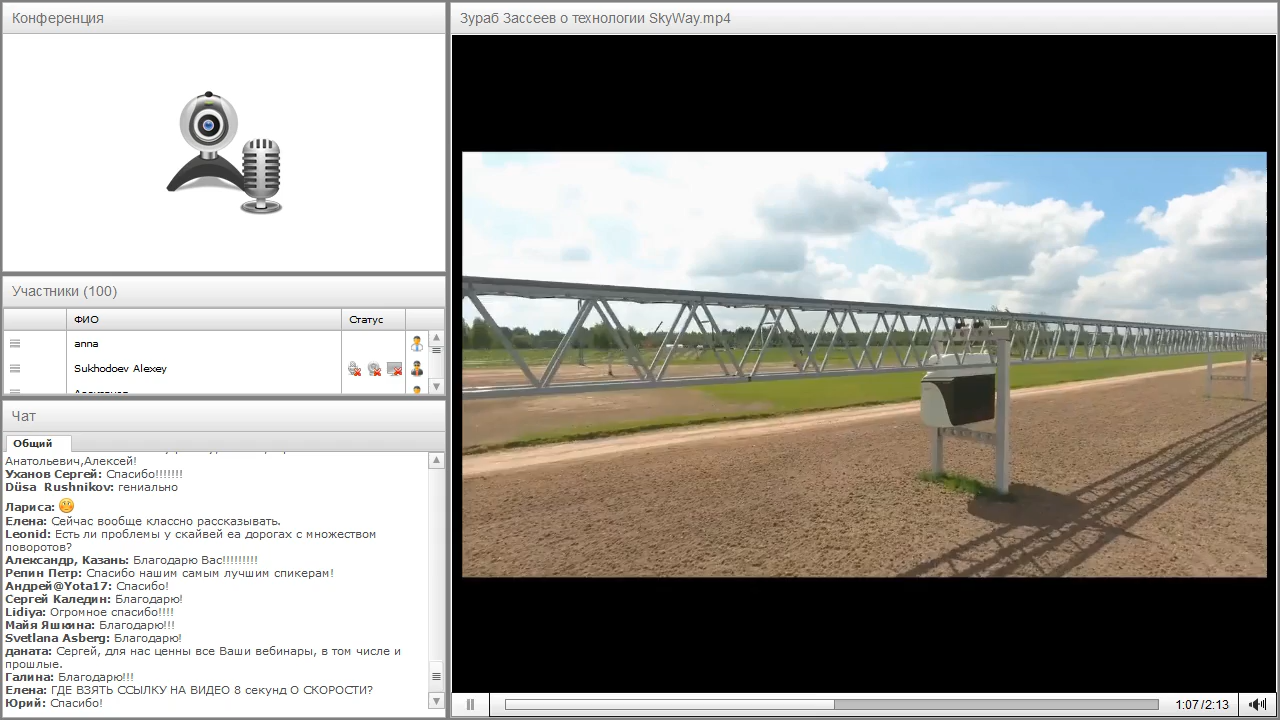 Конференция
Зураб Зассеев о технологии SkyWay.mp4
Участники (100)
ФИО
Статус
anna
Sukhodoev Alexey
Чат
Общий
Анатольевич,Алексей!
Уханов Сергей: Спасибо!!!!!!!
Düsa Rushnikov: гениально
Лариса:
Елена: Сейчас вообще классно рассказывать.
Leonid: Есть ли проблемы у скайвей еа дорогах с множеством
поворотов?
Александр, Казань: Благодарю Вас!!!!!!!!!
Репин Петр: Спасибо нашим самым лучшим спикерам!
Андрей@Yota17: Спасибо!
Сергей Каледин: Благодарю!
Lidiya: Огромное спасибо!!!!
Майя Яшкина: Благодарю!!!
Svetlana Asberg: Благодарю!
даната: Сергей, для нас ценны все Ваши вебинары, в том числе и
прошлые.
Галина: Благодарю!!!
Елена: ГДЕ ВЗЯТЬ ССЫЛКУ НА ВИДЕО 8 секунд О СКОРОСТИ?
Юрий: Спасибо!
1:07/2:13